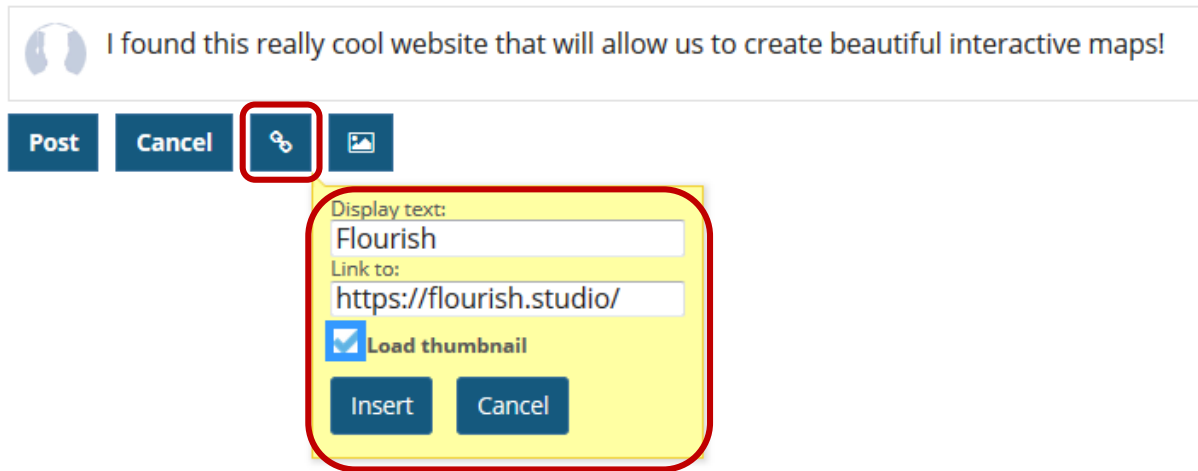 I found this really cool website that will allow us to create beautiful interactive maps!
Post Cancel
Display text:
Flourish
Link to:
https://flourish.studio/
Load thumbnail
Insert Cancel